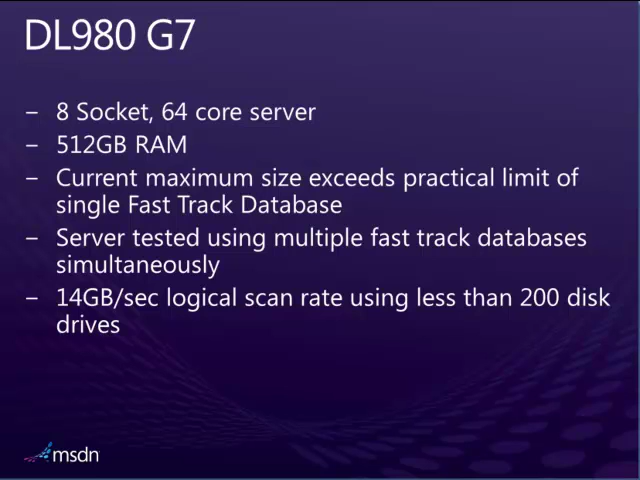 DL980 G7
– 8 Socket, 64 core server
– 512GB RAM
– Current maximum size exceeds practical limit of
single Fast Track Database
– Server tested using multiple fast track databases
simultaneously
– 14GB/sec logical scan rate using less than 200 disk
drives
msdn